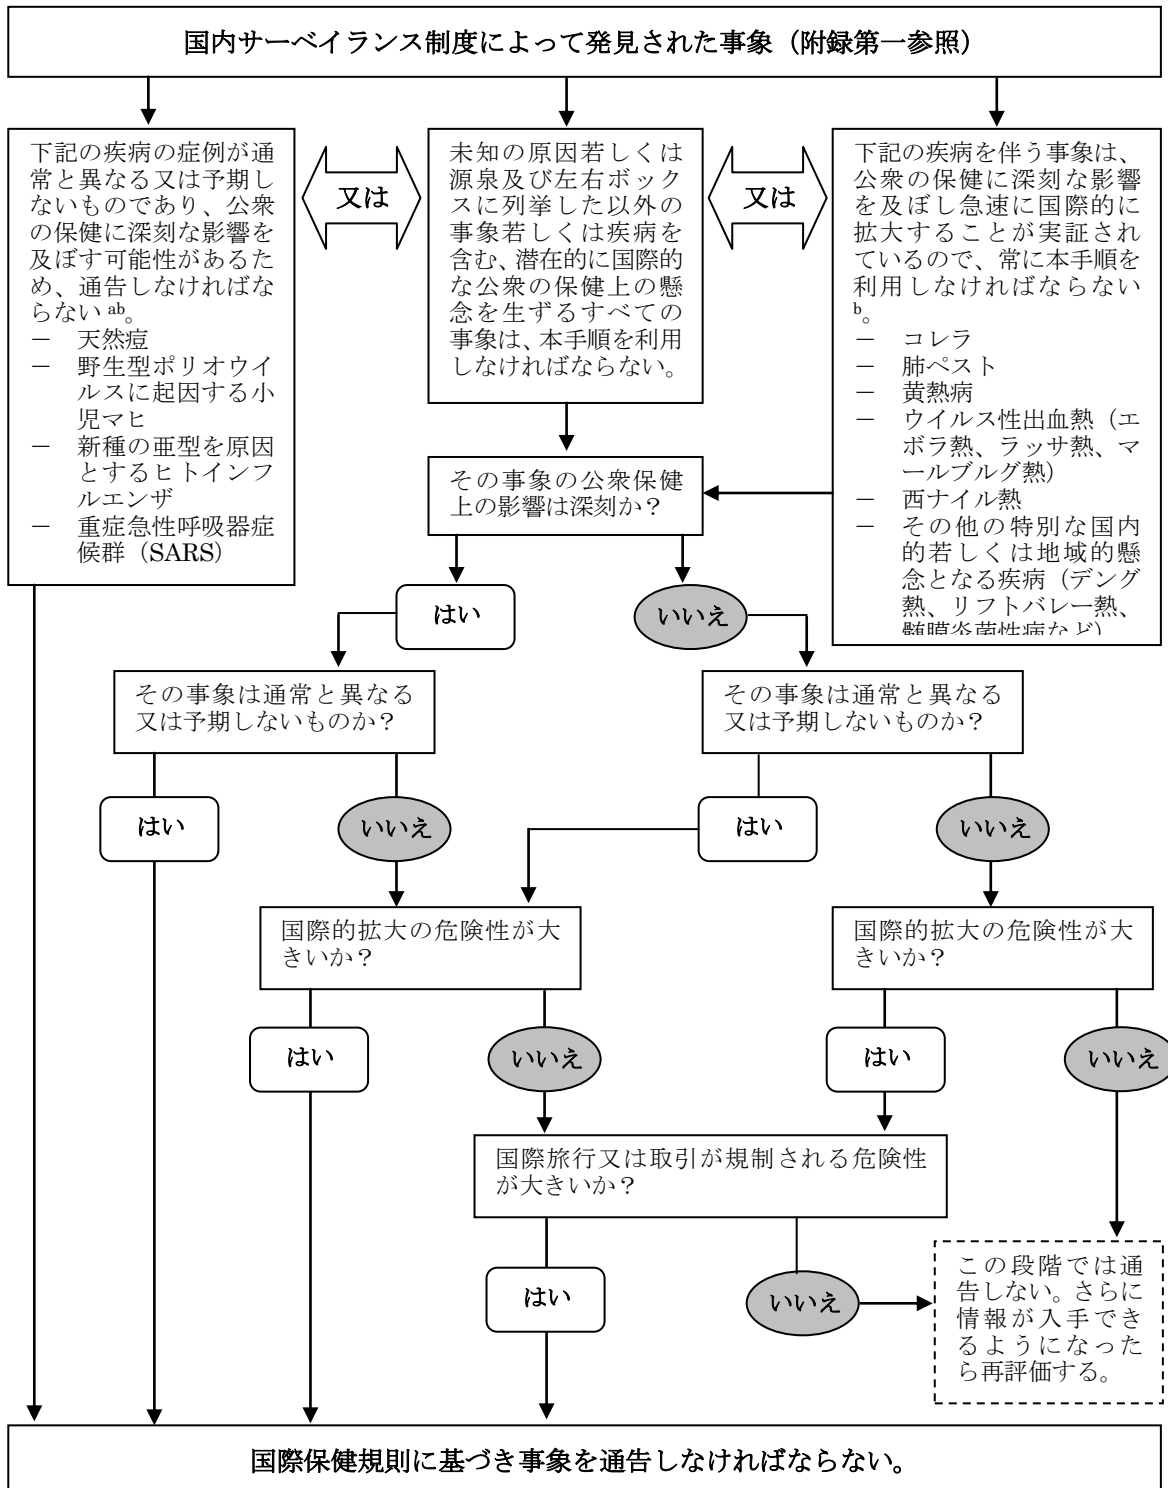 国内サーベイランス制度によって発見された事象（附録第一参照）
下記の疾病の症例が通
常と異なる又は予期し
ないものであり、公衆
の保健に深刻な影響を
及ぼす可能性があるた
め、通告しなければな
らない ab。
－ 天然痘
－ 野生型ポリオウイ
ルスに起因する小
児マヒ
－ 新種の亜型を原因
とするヒトインフ
ルエンザ
－ 重症急性呼吸器症
候群（SARS）
又は
未知の原因若しくは
源泉及び左右ボック
スに列挙した以外の
事象若しくは疾病を
含む、潜在的に国際的
な公衆の保健上の懸
念を生ずるすべての
事象は、本手順を利用
しなければならない。
又は
下記の疾病を伴う事象は、
公衆の保健に深刻な影響
を及ぼし急速に国際的に
拡大することが実証され
ているので、常に本手順を
利用しなければならない
b。
－ コレラ
－ 肺ペスト
－ 黄熱病
－ ウイルス性出血熱（エ
ボラ熱、ラッサ熱、マ
ールブルグ熱）
－ 西ナイル熱
－ その他の特別な国内
的若しくは地域的懸
念となる疾病（デング
熱、リフトバレー熱、
髄膜炎菌性病など）
その事象の公衆保健
上の影響は深刻か？
はい
いいえ
その事象は通常と異なる
又は予期しないものか？
その事象は通常と異なる
又は予期しないものか？
はい
いいえ
はい
いいえ
国際的拡大の危険性が大
きいか？
国際的拡大の危険性が大
きいか？
はい
いいえ
はい
いいえ
国際旅行又は取引が規制される危険性
が大きいか？
はい
いいえ
この段階では通
告しない。さらに
情報が入手でき
るようになった
ら再評価する。
国際保健規則に基づき事象を通告しなければならない。